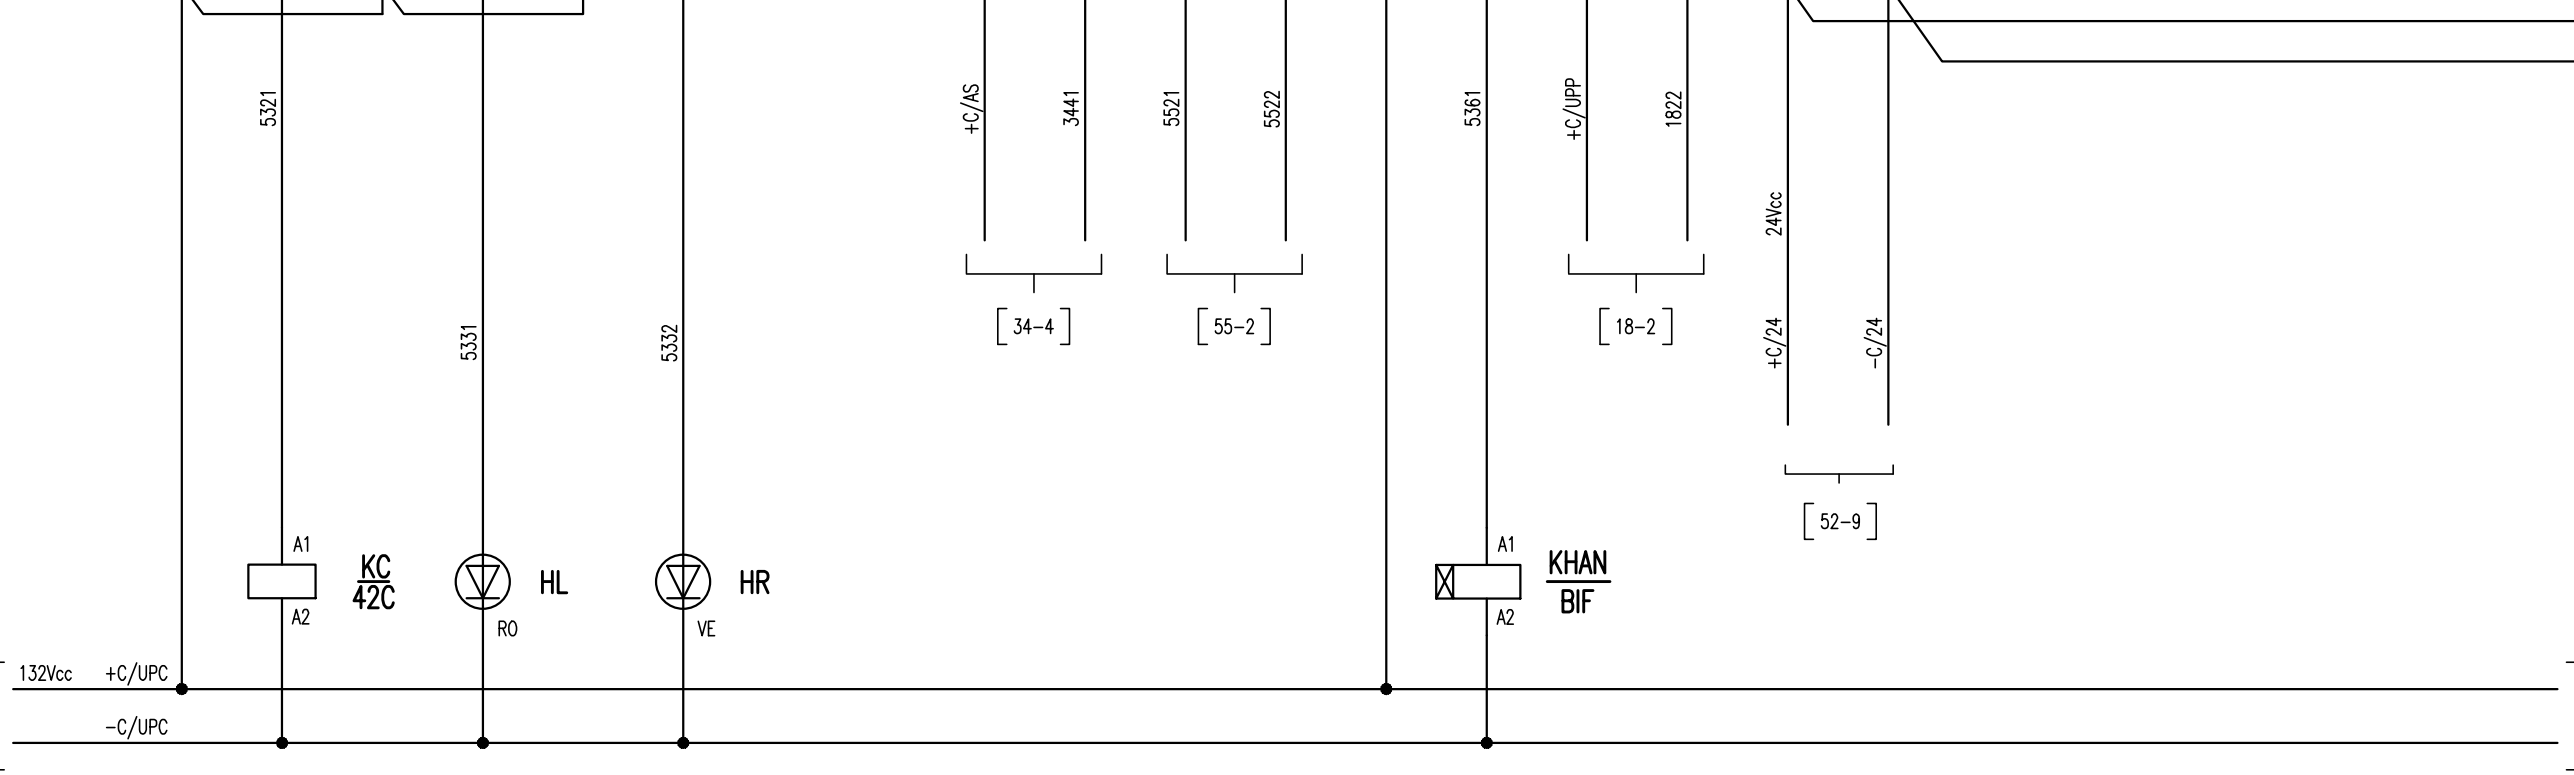 5321
+C/AS
3441
5521
5522
5361
+C/UPP
1822
24Vcc
5331
5332
34-4
55-2
18-2
+C/24
-C/24
52-9
A1
KC
42C
A2
HL
RO
HR
VE
A1
KHAN
BIF
A2
132Vcc +C/UPC
-C/UPC